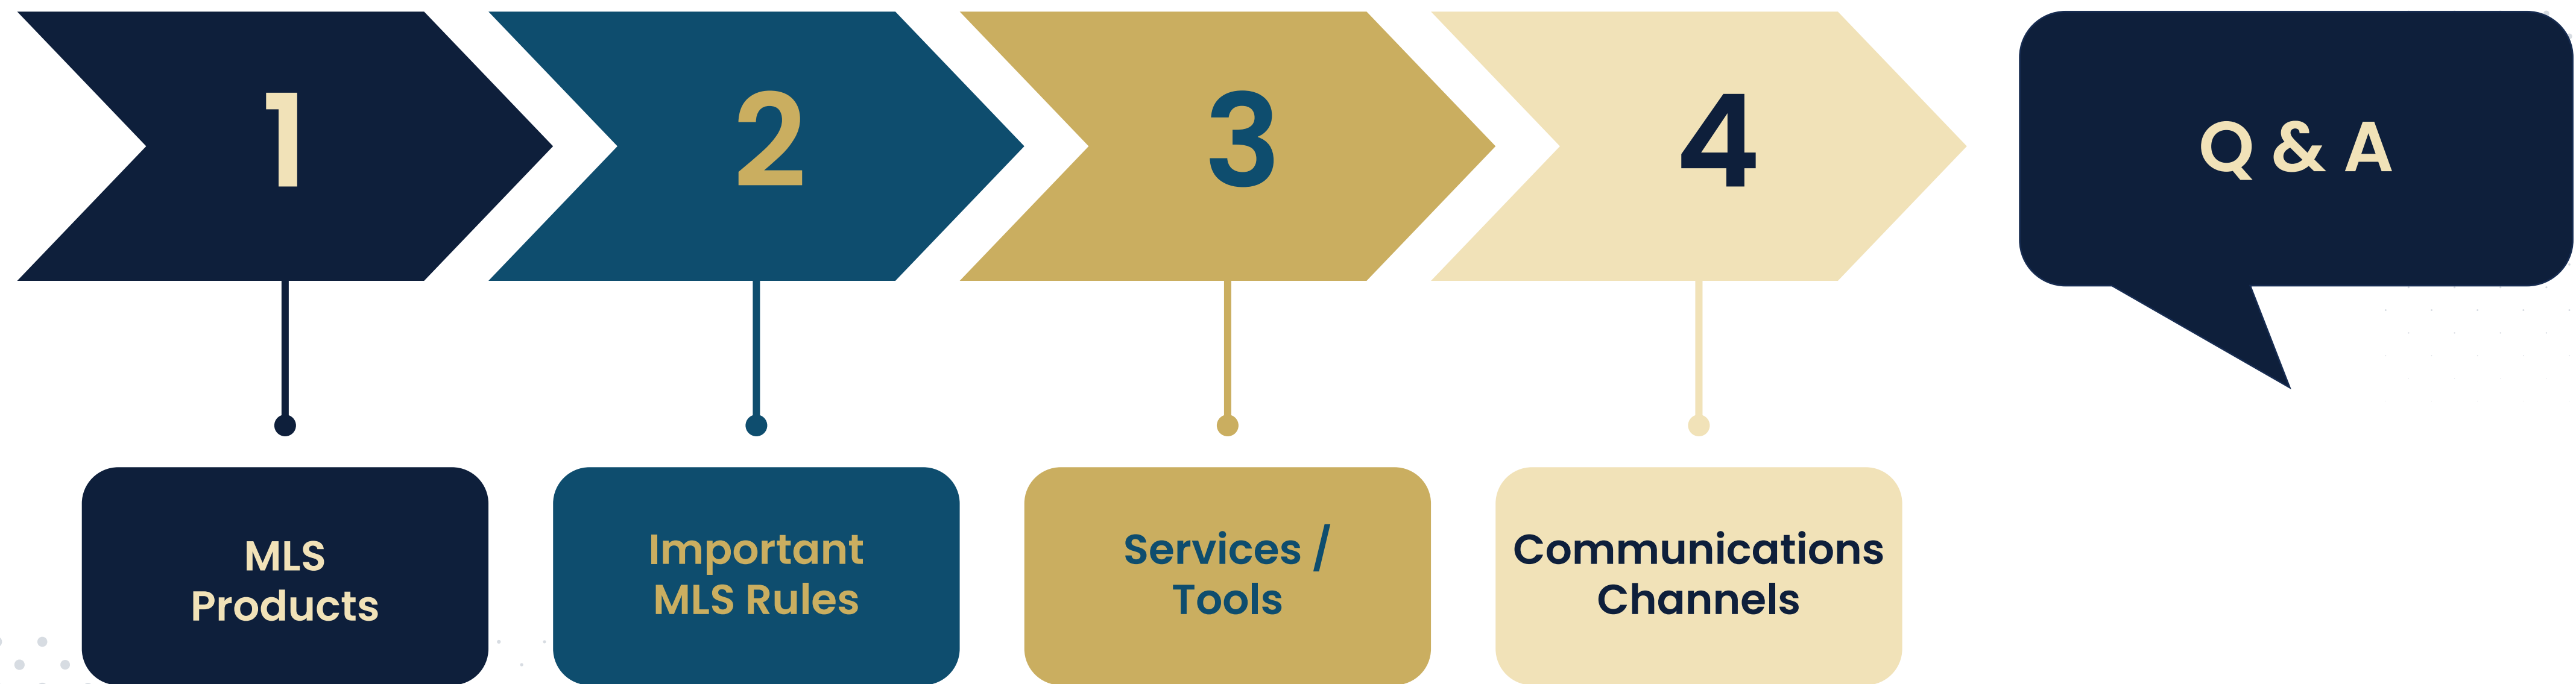 1
2
3
4
Q & A
MLS
Products
Important
MLS Rules
Services /
Tools
Communications
Channels